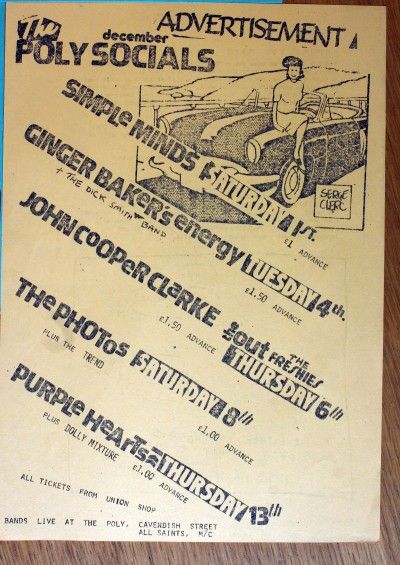 ADVERTISEMENT
december
POLY SOCIALS
SIMPLE MINDS SATURDAY 1st.
£1 ADVANCE
GINGER BAKER'S energy TUESDAY 4th.
+ THE DICK SMITH BAND
£1.50 ADVANCE
JOHN COOPER CLARKE
£1.50 ADVANCE
THE FRESHIES
THURSDAY 6th
THE PHOTOS SATURDAY 8th
PLUS THE TREND
£1.00 ADVANCE
PURPLE HEARTS THURSDAY 13th
PLUS DOLLY MIXTURE
£1.00 ADVANCE
SERGE CLERC
ALL TICKETS FROM UNION SHOP
BANDS LIVE AT THE POLY, CAVENDISH STREET
ALL SAINTS, M/C